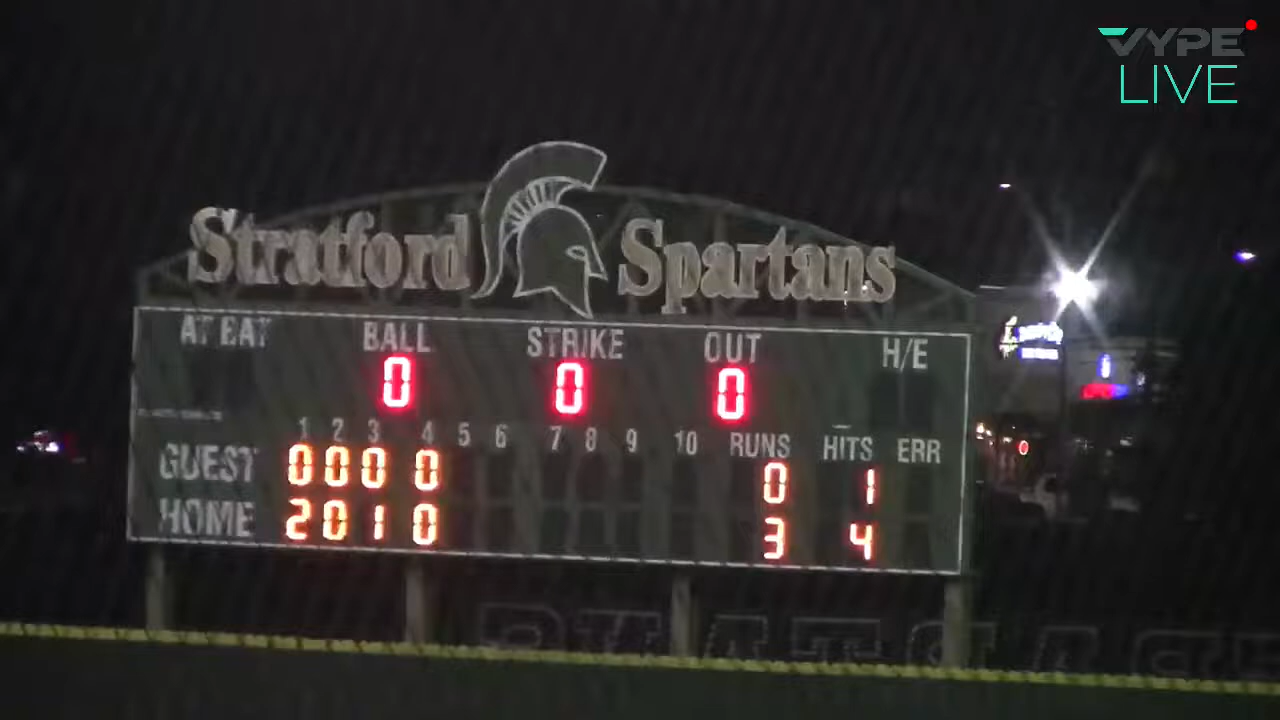 VYPE
LIVE
Stratford Spartans
AT BAT BALL STRIKE OUT H/E
0 0 0
1 2 3 4 5 6 7 8 9 10 RUNS HITS ERR
GUEST 0 0 0 0 0 1
HOME 2 0 1 0 3 4